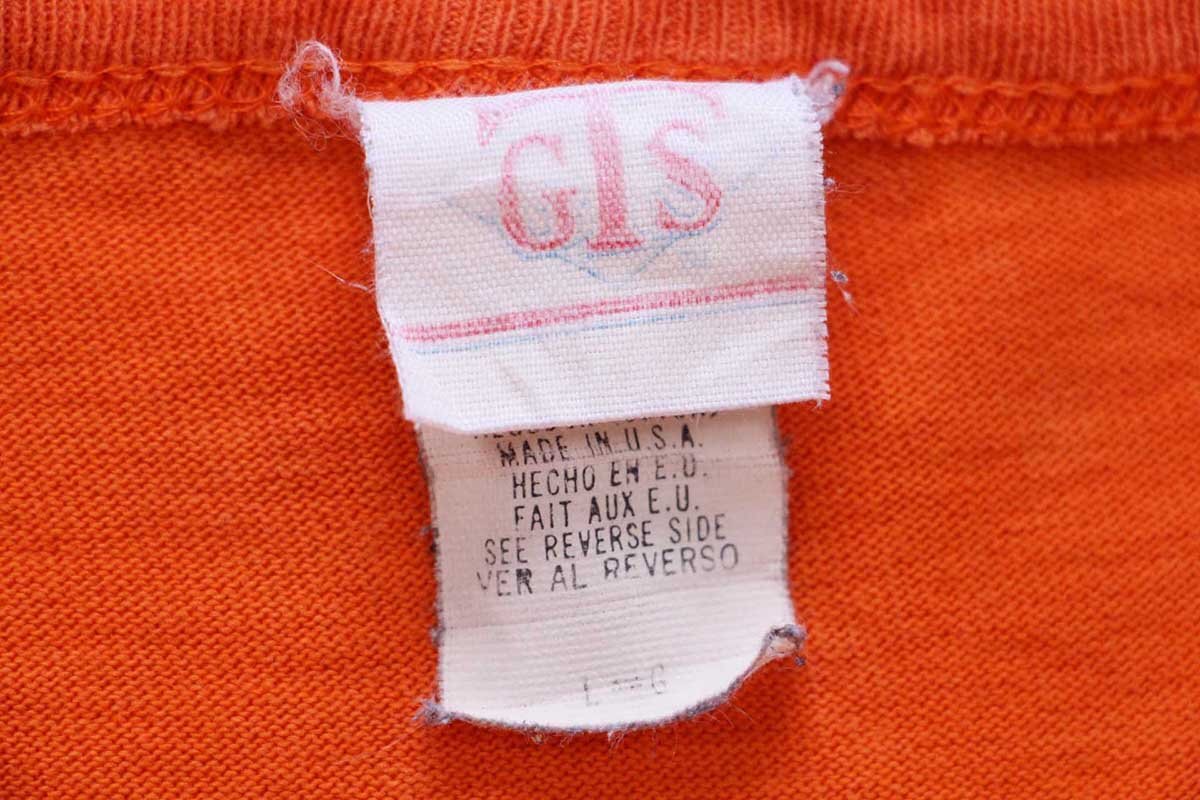 GTS
MADE IN U.S.A.
HECHO EN E.U.
FAIT AUX E.U.
SEE REVERSE SIDE
VER AL REVERSO
L — G